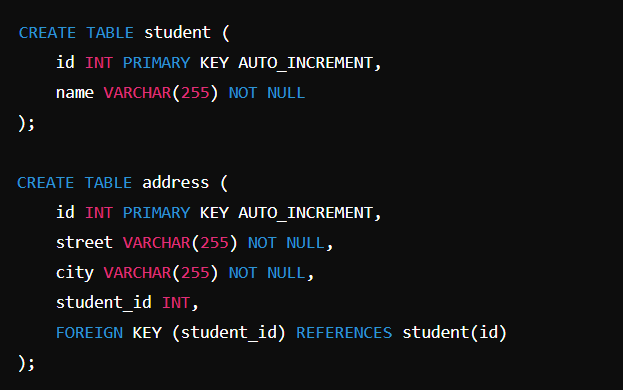 CREATE TABLE student (
    id INT PRIMARY KEY AUTO_INCREMENT,
    name VARCHAR(255) NOT NULL
);

CREATE TABLE address (
    id INT PRIMARY KEY AUTO_INCREMENT,
    street VARCHAR(255) NOT NULL,
    city VARCHAR(255) NOT NULL,
    student_id INT,
    FOREIGN KEY (student_id) REFERENCES student(id)
);